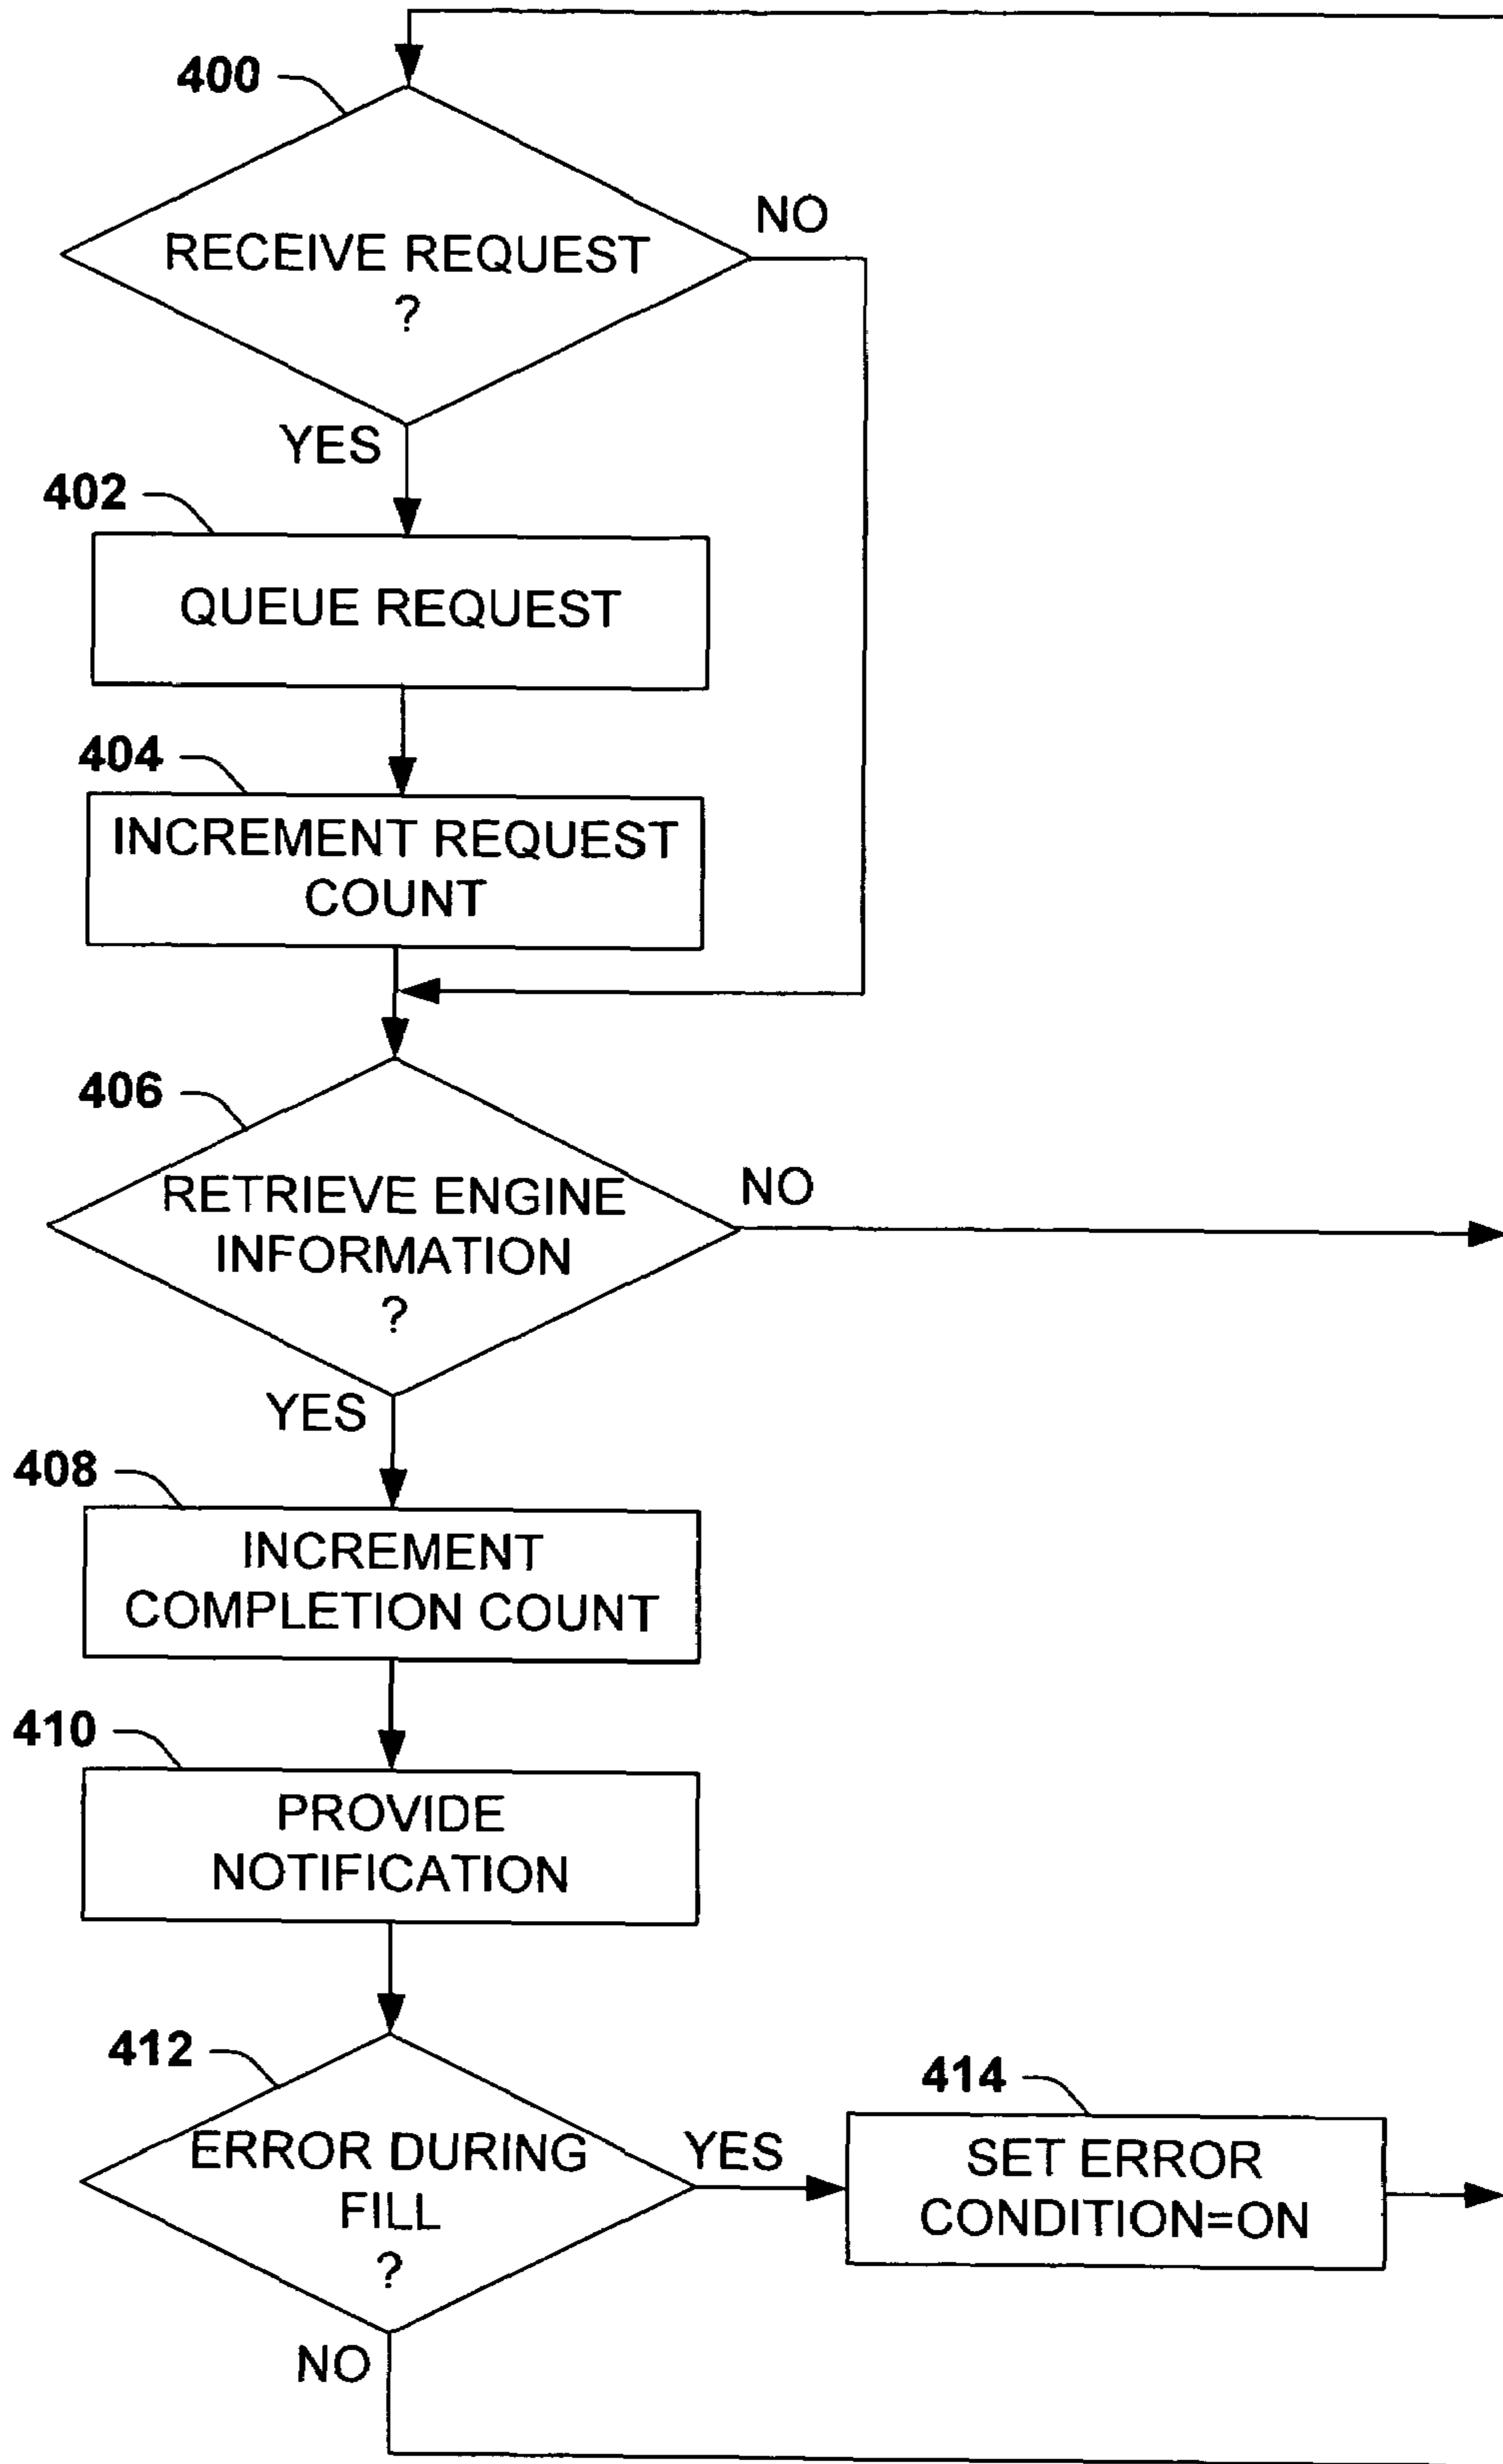 400
RECEIVE REQUEST
?
NO
YES
402
QUEUE REQUEST
404
INCREMENT REQUEST
COUNT
406
RETRIEVE ENGINE
INFORMATION
?
NO
YES
408
INCREMENT
COMPLETION COUNT
410
PROVIDE
NOTIFICATION
412
ERROR DURING
FILL
?
YES
NO
414
SET ERROR
CONDITION=ON